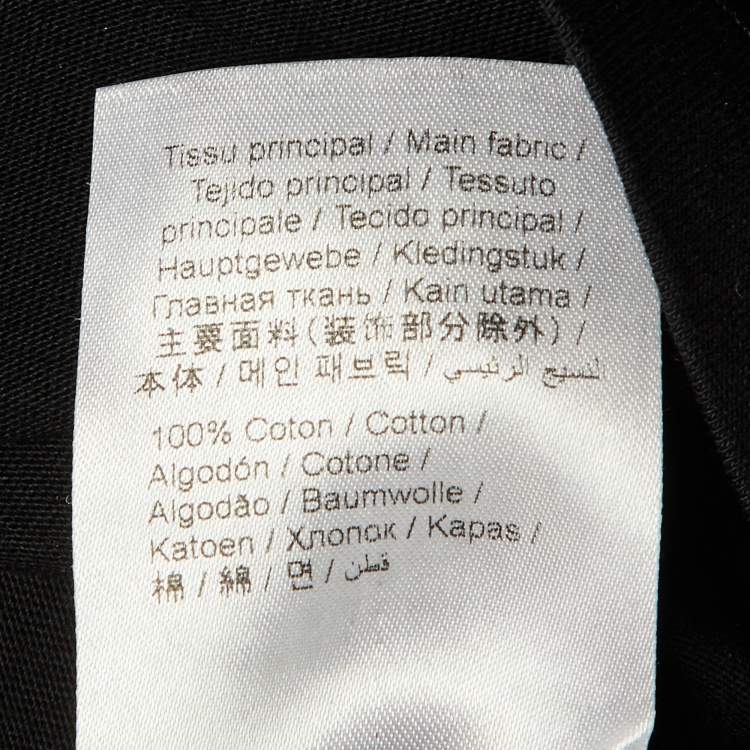 Tissu principal / Main fabric /
Tejido principal / Tessuto
principale / Tecido principal /
Hauptgewebe / Kledingstuk /
Главная ткань / Kain utama /
主要面料(装饰部分除外) /
本体 / 메인 패브릭 / النسيج الرئيسي
100% Coton / Cotton /
Algodón / Cotone /
Algodão / Baumwolle /
Katoen / Хлопок / Kapas /
棉 / 綿 / 면 / قطن